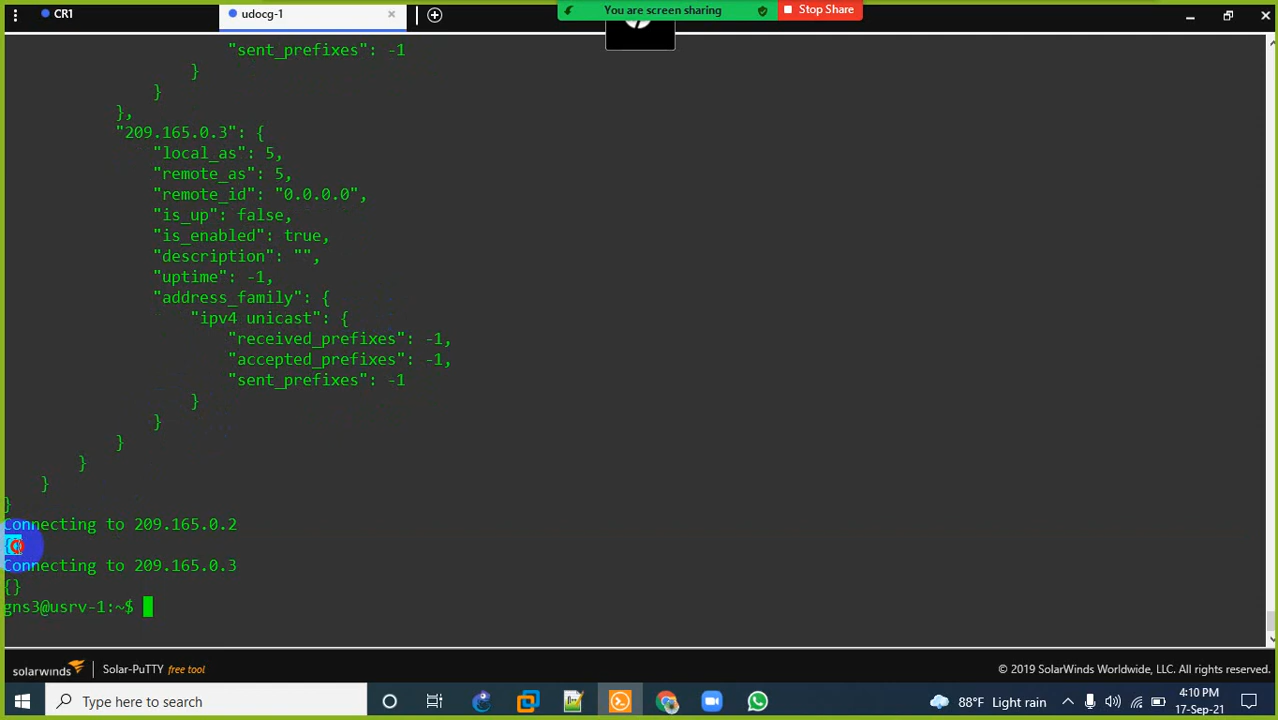 CR1
udocg-1
You are screen sharing
Stop Share
"sent_prefixes": -1
}
}
},
"209.165.0.3": {
"local_as": 5,
"remote_as": 5,
"remote_id": "0.0.0.0",
"is_up": false,
"is_enabled": true,
"description": "",
"uptime": -1,
"address_family": {
"ipv4 unicast": {
"received_prefixes": -1,
"accepted_prefixes": -1,
"sent_prefixes": -1
}
}
}
}
}
}
Connecting to 209.165.0.2
{}
Connecting to 209.165.0.3
{}
gns3@usrv-1:~$
solarwinds Solar-PuTTY free tool © 2019 SolarWinds Worldwide, LLC. All rights reserved.
Type here to search
88°F Light rain
4:10 PM
17-Sep-21